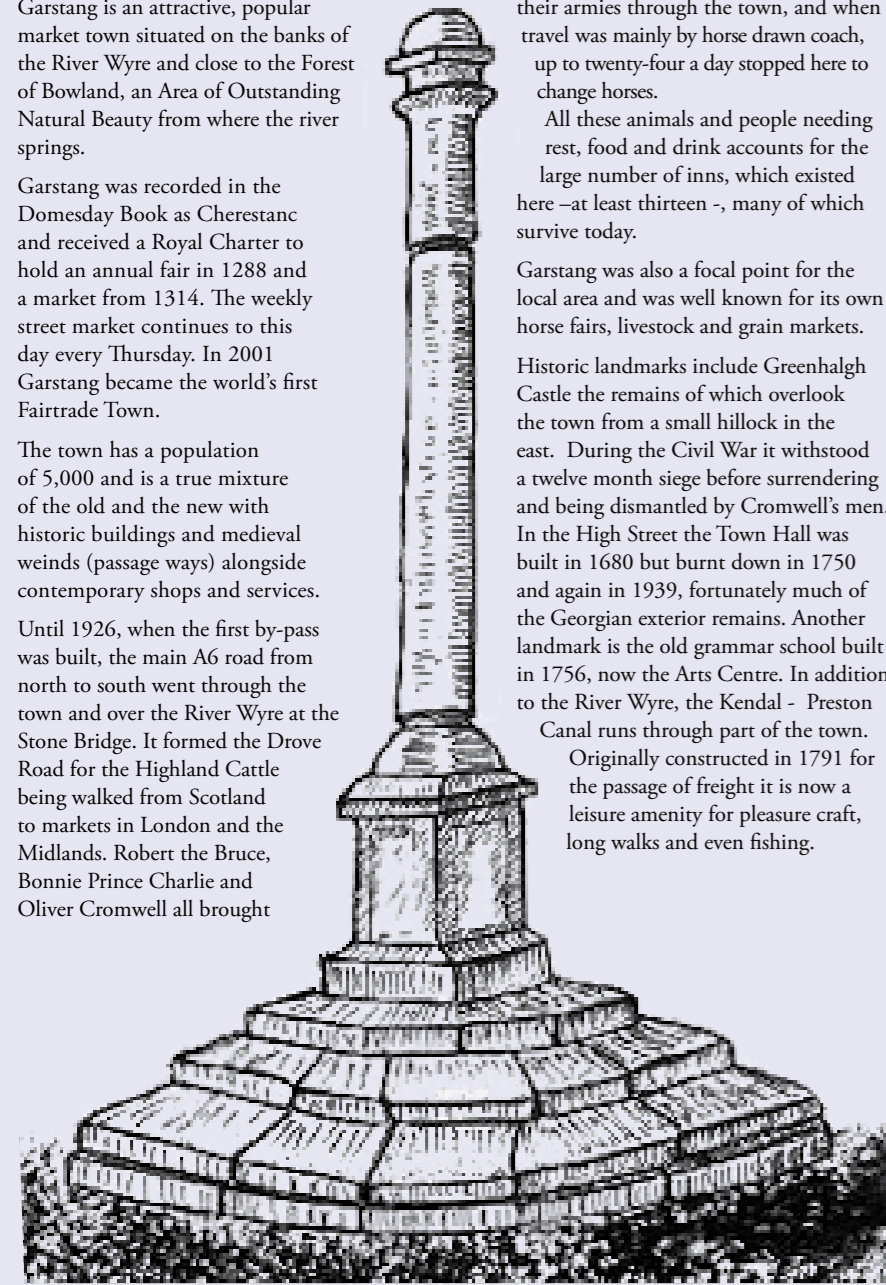 Garstang is an attractive, popular
market town situated on the banks of
the River Wyre and close to the Forest
of Bowland, an Area of Outstanding
Natural Beauty from where the river
springs.
Garstang was recorded in the
Domesday Book as Cherestanc
and received a Royal Charter to
hold an annual fair in 1288 and
a market from 1314. The weekly
street market continues to this
day every Thursday. In 2001
Garstang became the world’s first
Fairtrade Town.
The town has a population
of 5,000 and is a true mixture
of the old and the new with
historic buildings and medieval
weinds (passage ways) alongside
contemporary shops and services.
Until 1926, when the first by-pass
was built, the main A6 road from
north to south went through the
town and over the River Wyre at the
Stone Bridge. It formed the Drove
Road for the Highland Cattle
being walked from Scotland
to markets in London and the
Midlands. Robert the Bruce,
Bonnie Prince Charlie and
Oliver Cromwell all brought
their armies through the town, and when
travel was mainly by horse drawn coach,
up to twenty-four a day stopped here to
change horses.
All these animals and people needing
rest, food and drink accounts for the
large number of inns, which existed
here –at least thirteen -, many of which
survive today.
Garstang was also a focal point for the
local area and was well known for its own
horse fairs, livestock and grain markets.
Historic landmarks include Greenhalgh
Castle the remains of which overlook
the town from a small hillock in the
east.  During the Civil War it withstood
a twelve month siege before surrendering
and being dismantled by Cromwell’s men.
In the High Street the Town Hall was
built in 1680 but burnt down in 1750
and again in 1939, fortunately much of
the Georgian exterior remains. Another
landmark is the old grammar school built
in 1756, now the Arts Centre. In addition
to the River Wyre, the Kendal -  Preston
Canal runs through part of the town.
Originally constructed in 1791 for
the passage of freight it is now a
leisure amenity for pleasure craft,
long walks and even fishing.